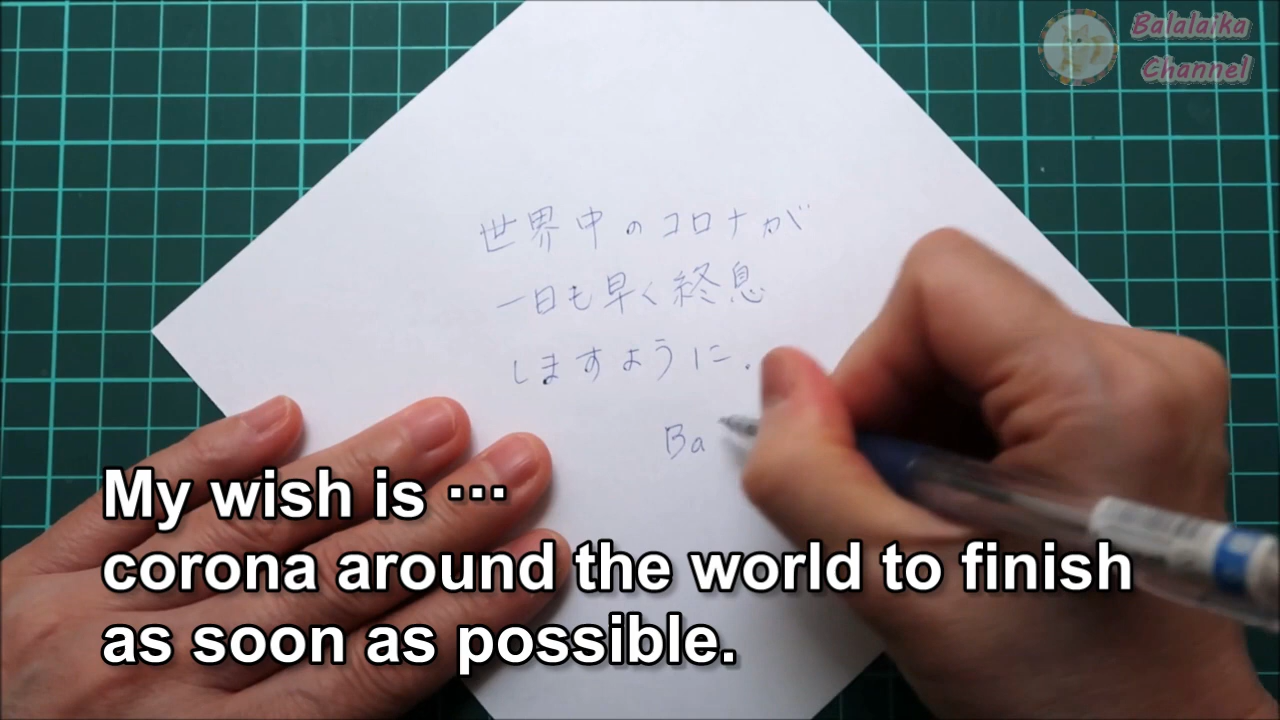 Balalaika
Channel
世界中のコロナが
一日も早く終息
しますように.
Ba
My wish is …
corona around the world to finish
as soon as possible.